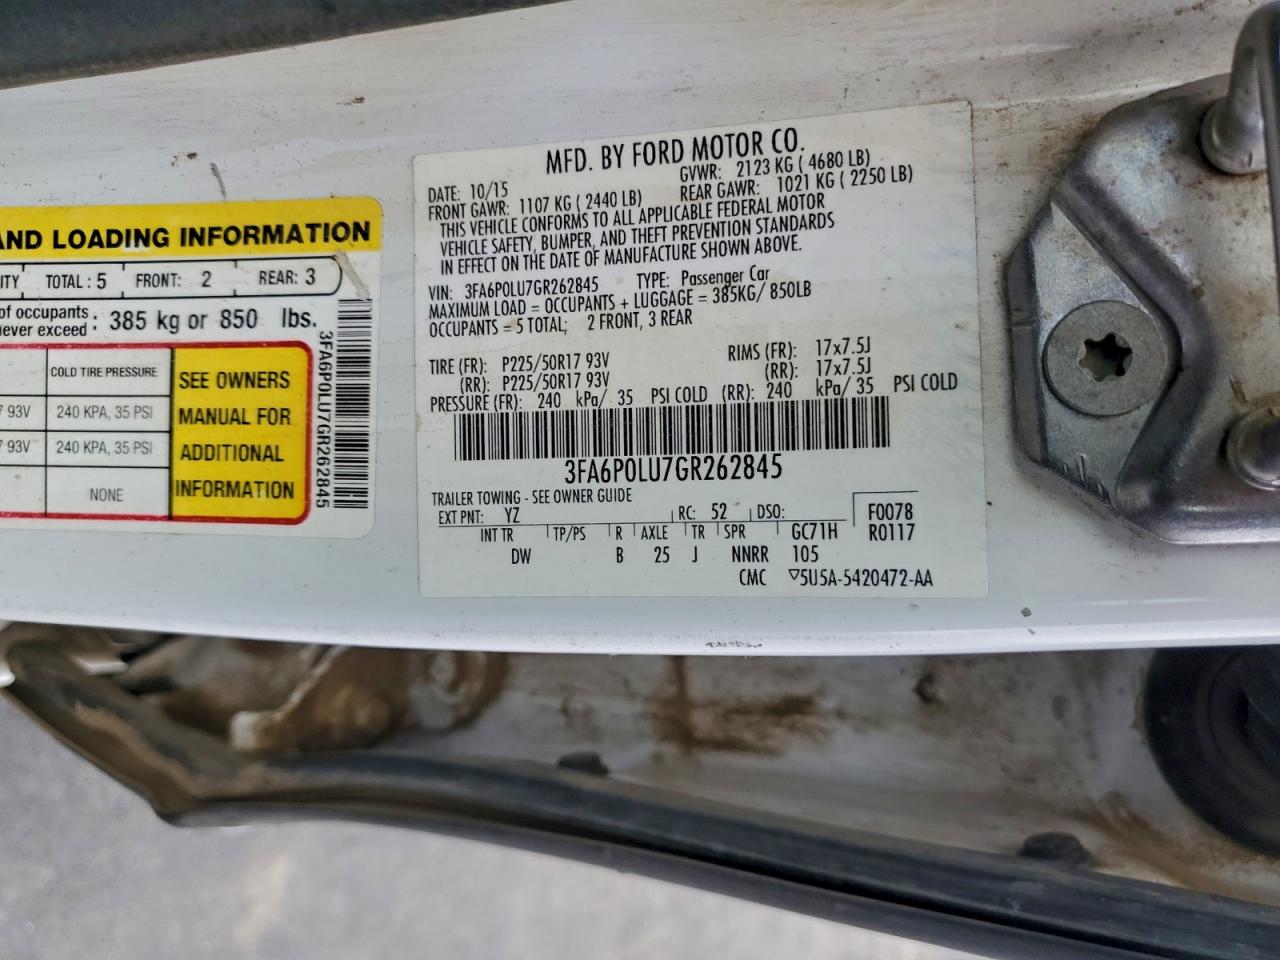 AND LOADING INFORMATION
ITY TOTAL : 5 FRONT: 2 REAR: 3
of occupants
never exceed : 385 kg or 850 lbs.
COLD TIRE PRESSURE
7 93V 240 KPA, 35 PSI
7 93V 240 KPA, 35 PSI
NONE
SEE OWNERS
MANUAL FOR
ADDITIONAL
INFORMATION
3FA6P0LU7GR262845
MFD. BY FORD MOTOR CO.
DATE: 10/15 GVWR: 2123 KG ( 4680 LB)
FRONT GAWR: 1107 KG ( 2440 LB) REAR GAWR: 1021 KG ( 2250 LB)
THIS VEHICLE CONFORMS TO ALL APPLICABLE FEDERAL MOTOR
VEHICLE SAFETY, BUMPER, AND THEFT PREVENTION STANDARDS
IN EFFECT ON THE DATE OF MANUFACTURE SHOWN ABOVE.
VIN: 3FA6P0LU7GR262845 TYPE: Passenger Car
MAXIMUM LOAD = OCCUPANTS + LUGGAGE = 385KG/ 850LB
OCCUPANTS = 5 TOTAL; 2 FRONT, 3 REAR
TIRE (FR): P225/50R17 93V RIMS (FR): 17x7.5J
(RR): P225/50R17 93V (RR): 17x7.5J
PRESSURE (FR): 240 kPa/ 35 PSI COLD (RR): 240 kPa/ 35 PSI COLD
3FA6P0LU7GR262845
TRAILER TOWING - SEE OWNER GUIDE
EXT PNT: YZ RC: 52 DSO: F0078
INT TR TP/PS R AXLE TR SPR GC71H R0117
DW B 25 J NNRR 105
CMC ▽5U5A-5420472-AA